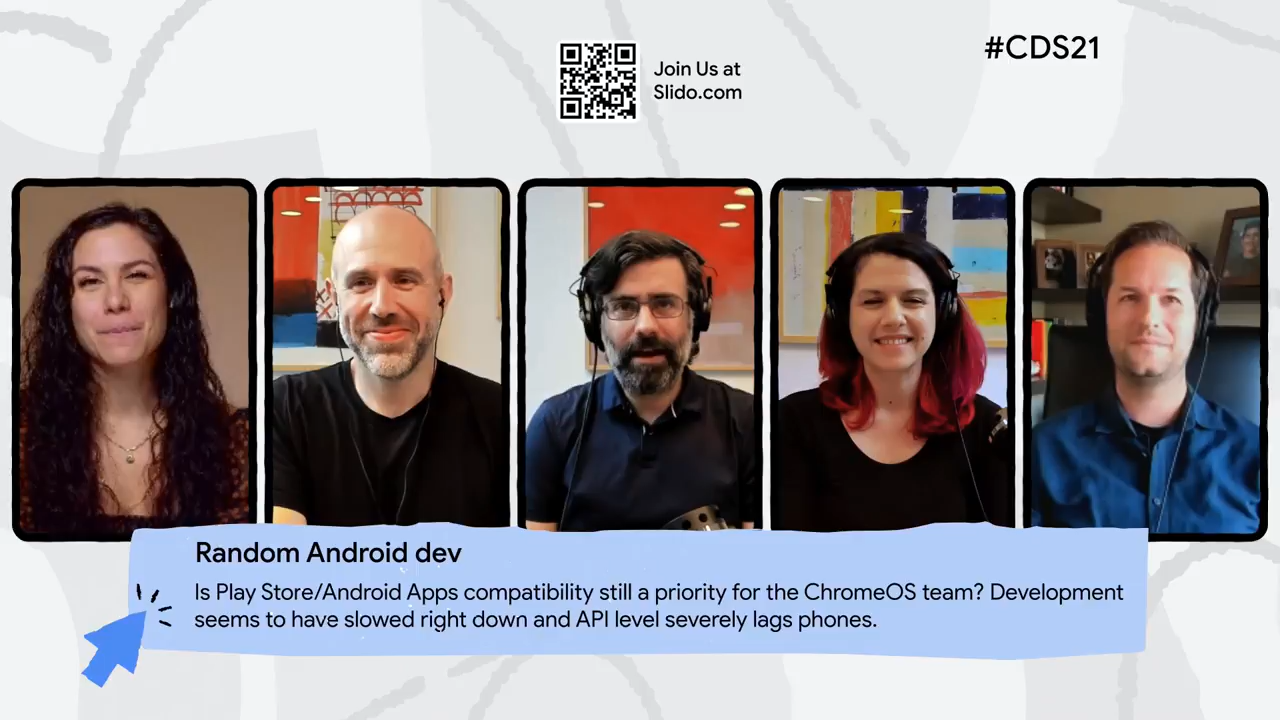 #CDS21
Join Us at
Slido.com
Random Android dev
Is Play Store/Android Apps compatibility still a priority for the ChromeOS team? Development
seems to have slowed right down and API level severely lags phones.